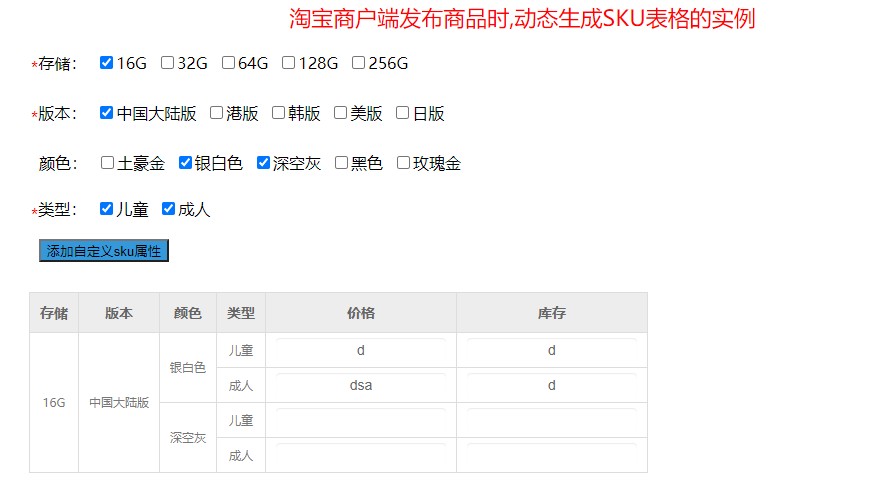 淘宝商户端发布商品时,动态生成SKU表格的实例
*存储： 16G 32G 64G 128G 256G
*版本： 中国大陆版 港版 韩版 美版 日版
颜色： 土豪金 银白色 深空灰 黑色 玫瑰金
*类型： 儿童 成人
添加自定义sku属性
存储 版本 颜色 类型 价格 库存
16G 中国大陆版 银白色 儿童 d d
成人 dsa d
深空灰 儿童
成人